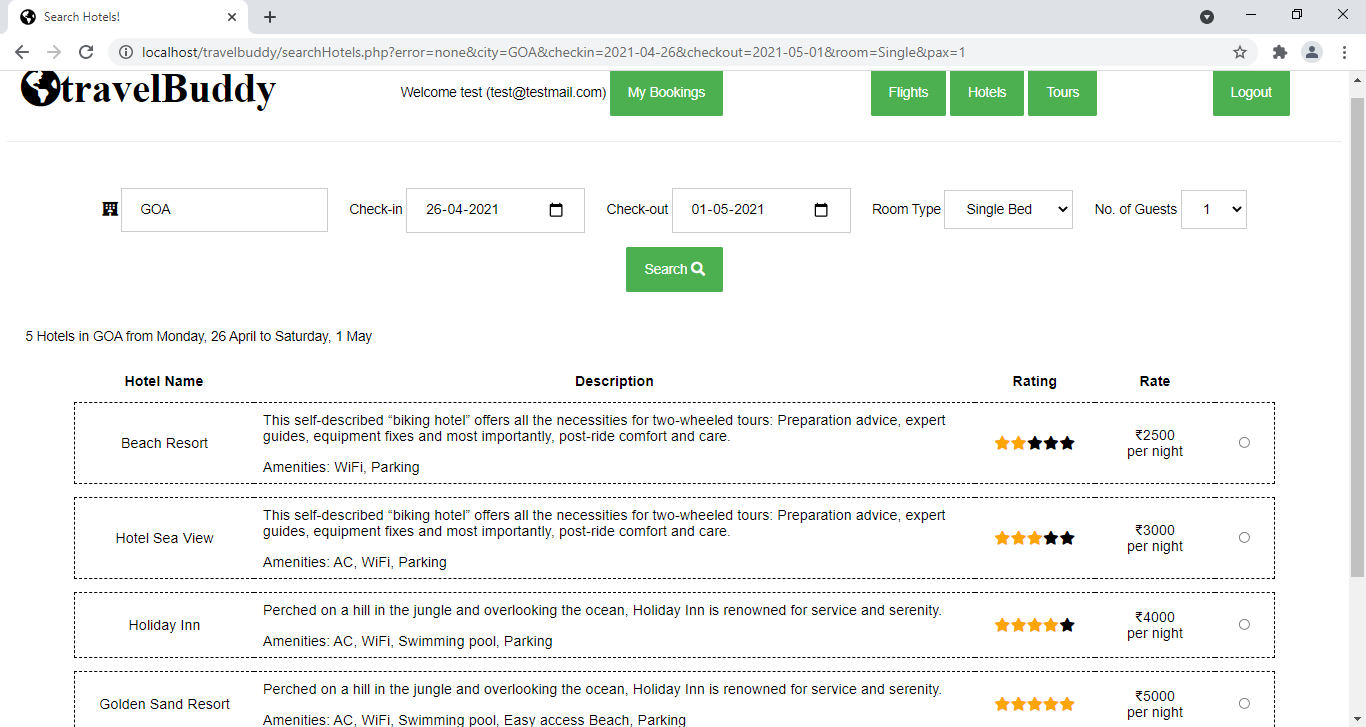 Search Hotels!
localhost/travelbuddy/searchHotels.php?error=none&city=GOA&checkin=2021-04-26&checkout=2021-05-01&room=Single&pax=1
travelBuddy
Welcome test (test@testmail.com) My Bookings Flights Hotels Tours Logout
GOA Check-in 26-04-2021 Check-out 01-05-2021 Room Type Single Bed No. of Guests 1
Search
5 Hotels in GOA from Monday, 26 April to Saturday, 1 May
Hotel Name Description Rating Rate
This self-described “biking hotel” offers all the necessities for two-wheeled tours: Preparation advice, expert
guides, equipment fixes and most importantly, post-ride comfort and care.
Beach Resort
Amenities: WiFi, Parking
₹2500
per night
This self-described “biking hotel” offers all the necessities for two-wheeled tours: Preparation advice, expert
guides, equipment fixes and most importantly, post-ride comfort and care.
Hotel Sea View
Amenities: AC, WiFi, Parking
₹3000
per night
Perched on a hill in the jungle and overlooking the ocean, Holiday Inn is renowned for service and serenity.
Holiday Inn
Amenities: AC, WiFi, Swimming pool, Parking
₹4000
per night
Perched on a hill in the jungle and overlooking the ocean, Holiday Inn is renowned for service and serenity.
Golden Sand Resort
Amenities: AC, WiFi, Swimming pool, Easy access Beach, Parking
₹5000
per night